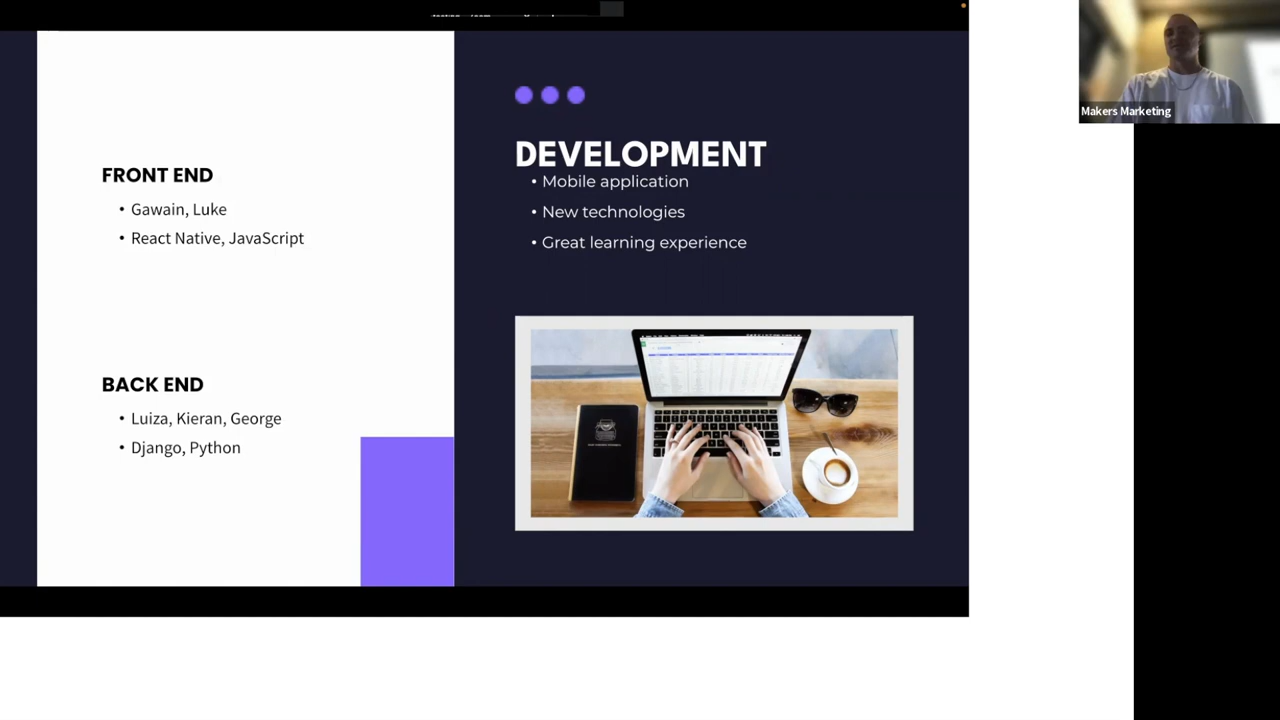 FRONT END
• Gawain, Luke
• React Native, JavaScript
BACK END
• Luiza, Kieran, George
• Django, Python
DEVELOPMENT
• Mobile application
• New technologies
• Great learning experience
Makers Marketing